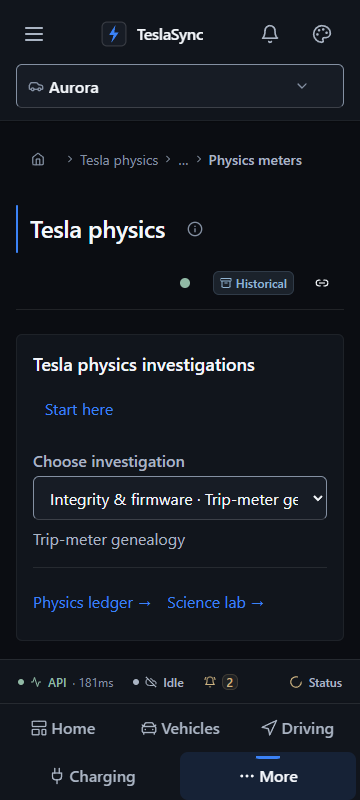 TeslaSync
Aurora
Tesla physics ... Physics meters
Tesla physics
Historical
Tesla physics investigations
Start here
Choose investigation
Integrity & firmware · Trip-meter ge
Trip-meter genealogy
Physics ledger → Science lab →
API · 181ms Idle 2 Status
Home Vehicles Driving
Charging More